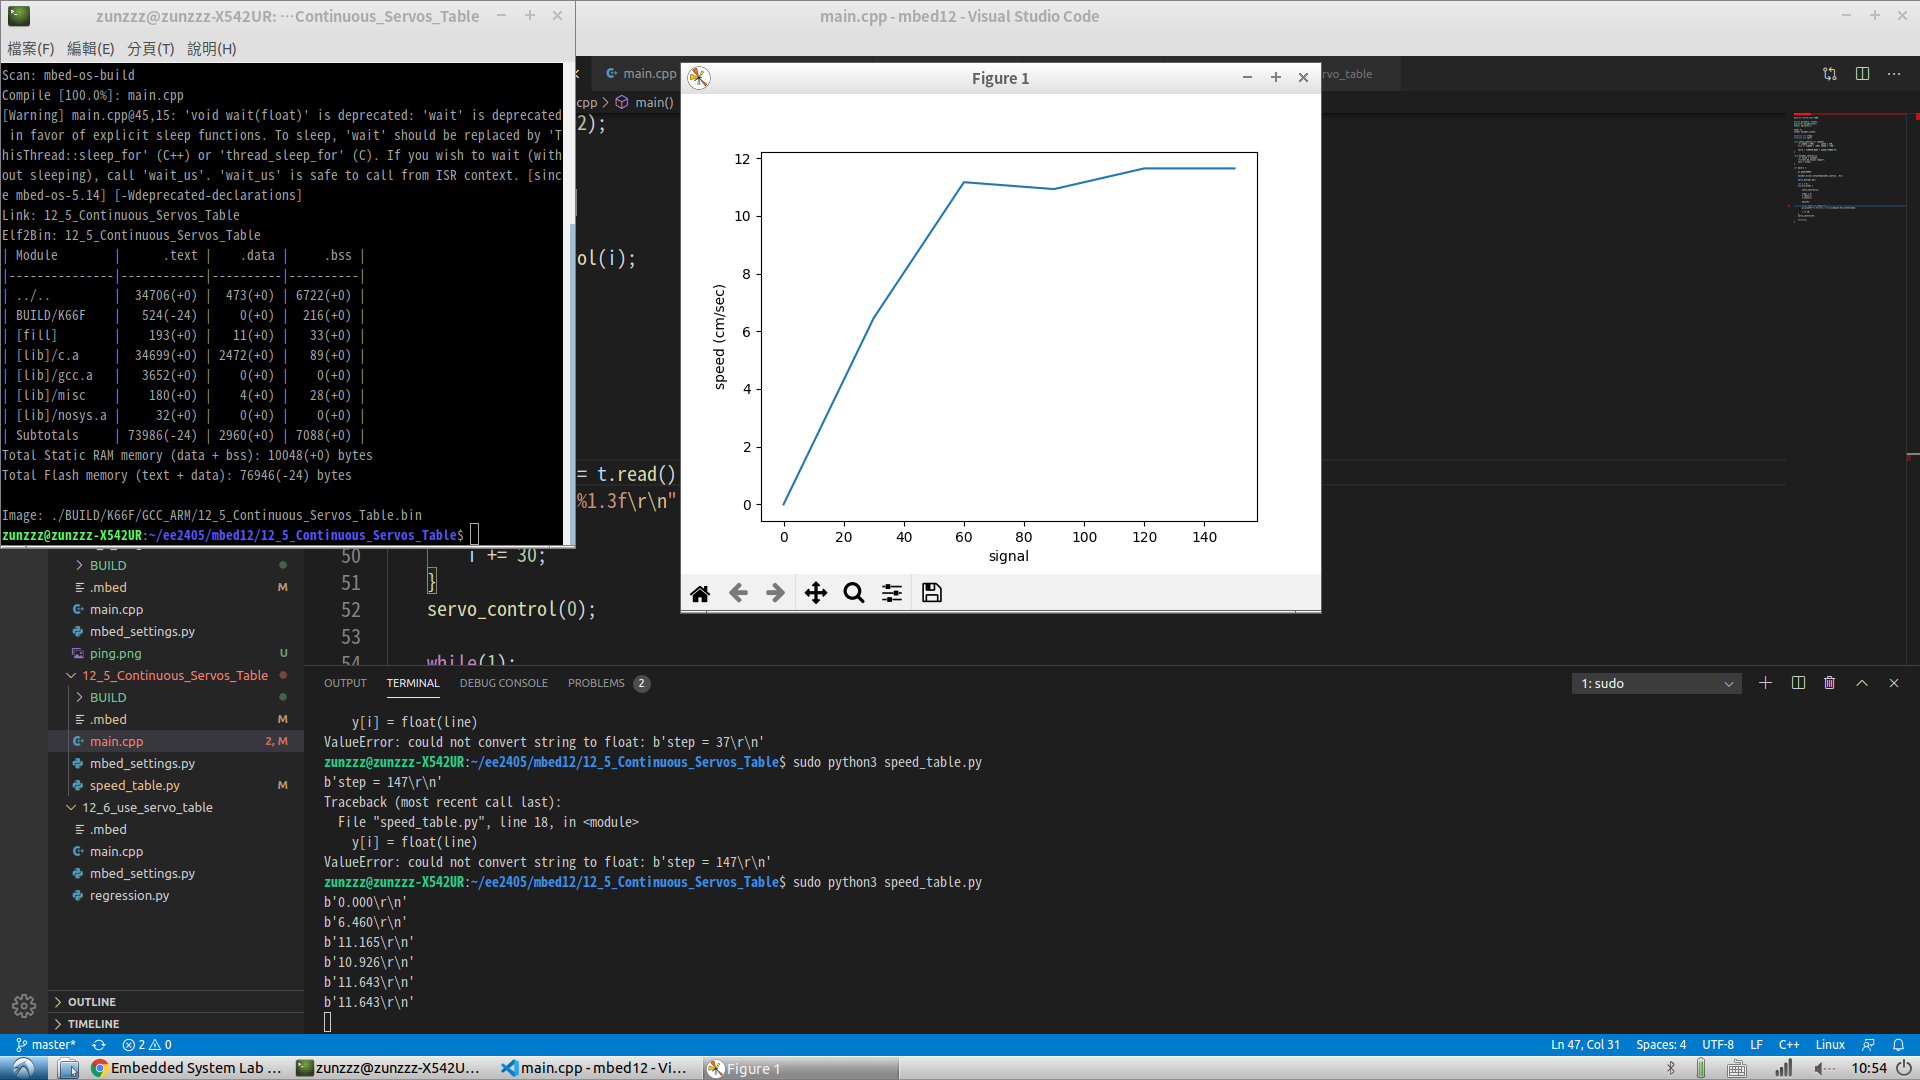 zunzzz@zunzzz-X542UR: ···Continuous_Servos_Table
檔案(F) 編輯(E) 分頁(T) 說明(H)
Scan: mbed-os-build
Compile [100.0%]: main.cpp
[Warning] main.cpp@45,15: 'void wait(float)' is deprecated: 'wait' is deprecated
in favor of explicit sleep functions. To sleep, 'wait' should be replaced by 'T
hisThread::sleep_for' (C++) or 'thread_sleep_for' (C). If you wish to wait (with
out sleeping), call 'wait_us'. 'wait_us' is safe to call from ISR context. [sinc
e mbed-os-5.14] [-Wdeprecated-declarations]
Link: 12_5_Continuous_Servos_Table
Elf2Bin: 12_5_Continuous_Servos_Table
| Module | .text | .data | .bss |
|---------------|------------|----------|----------|
| ../.. | 34706(+0) | 473(+0) | 6722(+0) |
| BUILD/K66F | 524(-24) | 0(+0) | 216(+0) |
| [fill] | 193(+0) | 11(+0) | 33(+0) |
| [lib]/c.a | 34699(+0) | 2472(+0) | 89(+0) |
| [lib]/gcc.a | 3652(+0) | 0(+0) | 0(+0) |
| [lib]/misc | 180(+0) | 4(+0) | 28(+0) |
| [lib]/nosys.a | 32(+0) | 0(+0) | 0(+0) |
| Subtotals | 73986(-24) | 2960(+0) | 7088(+0) |
Total Static RAM memory (data + bss): 10048(+0) bytes
Total Flash memory (text + data): 76946(-24) bytes
Image: ./BUILD/K66F/GCC_ARM/12_5_Continuous_Servos_Table.bin
zunzzz@zunzzz-X542UR:~/ee2405/mbed12/12_5_Continuous_Servos_Table$
main.cpp - mbed12 - Visual Studio Code
main.cpp
rvo_table
cpp > main()
2);
ol(i);
= t.read()
%1.3f\r\n"
50 i += 30;
51 }
52 servo_control(0);
53
54 while(1);
Figure 1
12
10
8
6
4
2
0
speed (cm/sec)
0 20 40 60 80 100 120 140
signal
BUILD
.mbed M
main.cpp
mbed_settings.py
ping.png U
12_5_Continuous_Servos_Table
BUILD
.mbed M
main.cpp 2, M
mbed_settings.py
speed_table.py M
12_6_use_servo_table
.mbed
main.cpp
mbed_settings.py
regression.py
OUTLINE
TIMELINE
OUTPUT TERMINAL DEBUG CONSOLE PROBLEMS 2
1: sudo
y[i] = float(line)
ValueError: could not convert string to float: b'step = 37\r\n'
zunzzz@zunzzz-X542UR:~/ee2405/mbed12/12_5_Continuous_Servos_Table$ sudo python3 speed_table.py
b'step = 147\r\n'
Traceback (most recent call last):
File "speed_table.py", line 18, in <module>
y[i] = float(line)
ValueError: could not convert string to float: b'step = 147\r\n'
zunzzz@zunzzz-X542UR:~/ee2405/mbed12/12_5_Continuous_Servos_Table$ sudo python3 speed_table.py
b'0.000\r\n'
b'6.460\r\n'
b'11.165\r\n'
b'10.926\r\n'
b'11.643\r\n'
b'11.643\r\n'
master* 2 0
Ln 47, Col 31 Spaces: 4 UTF-8 LF C++ Linux
Embedded System Lab ... zunzzz@zunzzz-X542U... main.cpp - mbed12 - Vi... Figure 1
10:54